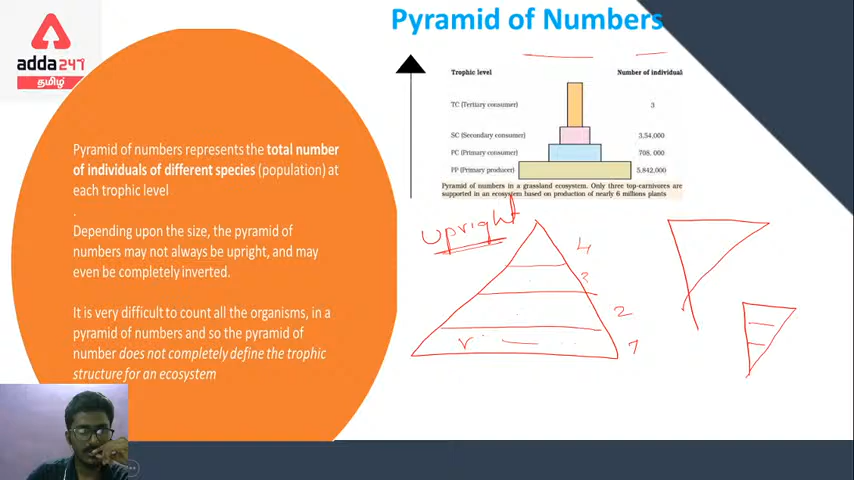 Pyramid of Numbers
adda247
தமிழ்
Trophic level
Number of individual
TC (Tertiary consumer)
3
SC (Secondary consumer)
3,54,000
PC (Primary consumer)
708, 000
PP (Primary producer)
5,842,000
Pyramid of numbers in a grassland ecosystem. Only three top-carnivores are
supported in an ecosystem based on production of nearly 6 millions plants
Pyramid of numbers represents the total number
of individuals of different species (population) at
each trophic level
.
Depending upon the size, the pyramid of
numbers may not always be upright, and may
even be completely inverted.
It is very difficult to count all the organisms, in a
pyramid of numbers and so the pyramid of
number does not completely define the trophic
structure for an ecosystem
upright
4
3
2
1